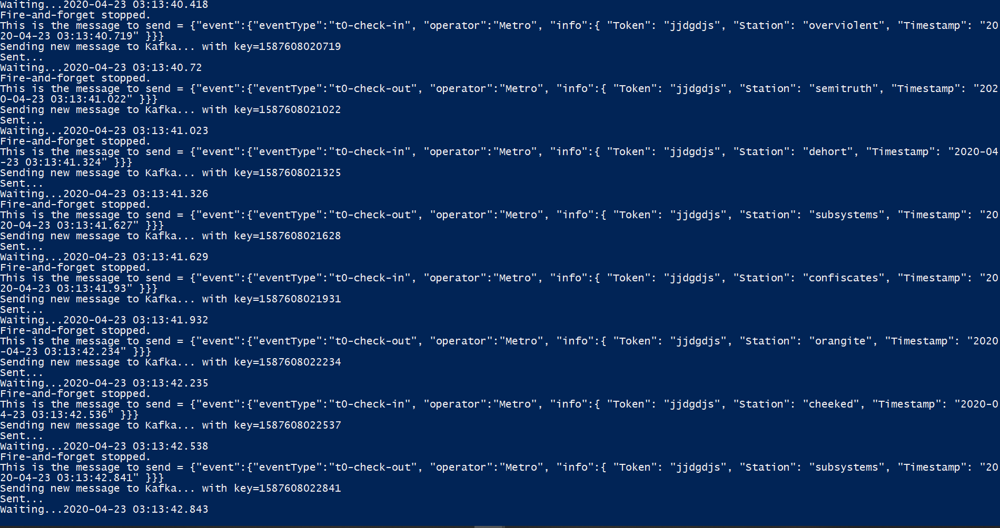 Waiting...2020-04-23 03:13:40.418
Fire-and-forget stopped.
This is the message to send = {"event":{"eventType":"tO-check-in", "operator":"Metro", "info":{ "Token": "jjdgdjs", "Station": "overviolent", "Timestamp": "20
20-04-23 03:13:40.719" }}}
Sending new message to Kafka... with key=1587608020719
Sent...
Waiting...2020-04-23 03:13:40.72
Fire-and-forget stopped.
This is the message to send = {"event":{"eventType":"tO-check-out", "operator":"Metro", "info":{ "Token": "jjdgdjs", "Station": "semitruth", "Timestamp": "202
0-04-23 03:13:41.022" }}}
Sending new message to Kafka... with key=1587608021022
Sent...
Waiting...2020-04-23 03:13:41.023
Fire-and-forget stopped.
This is the message to send = {"event":{"eventType":"tO-check-in", "operator":"Metro", "info":{ "Token": "jjdgdjs", "Station": "dehort", "Timestamp": "2020-04
-23 03:13:41.324" }}}
Sending new message to Kafka... with key=1587608021325
Sent...
Waiting...2020-04-23 03:13:41.326
Fire-and-forget stopped.
This is the message to send = {"event":{"eventType":"tO-check-out", "operator":"Metro", "info":{ "Token": "jjdgdjs", "Station": "subsystems", "Timestamp": "20
20-04-23 03:13:41.627" }}}
Sending new message to Kafka... with key=1587608021628
Sent...
Waiting...2020-04-23 03:13:41.629
Fire-and-forget stopped.
This is the message to send = {"event":{"eventType":"tO-check-in", "operator":"Metro", "info":{ "Token": "jjdgdjs", "Station": "confiscates", "Timestamp": "20
20-04-23 03:13:41.93" }}}
Sending new message to Kafka... with key=1587608021931
Sent...
Waiting...2020-04-23 03:13:41.932
Fire-and-forget stopped.
This is the message to send = {"event":{"eventType":"tO-check-out", "operator":"Metro", "info":{ "Token": "jjdgdjs", "Station": "orangite", "Timestamp": "2020
-04-23 03:13:42.234" }}}
Sending new message to Kafka... with key=1587608022234
Sent...
Waiting...2020-04-23 03:13:42.235
Fire-and-forget stopped.
This is the message to send = {"event":{"eventType":"tO-check-in", "operator":"Metro", "info":{ "Token": "jjdgdjs", "Station": "cheeked", "Timestamp": "2020-0
4-23 03:13:42.536" }}}
Sending new message to Kafka... with key=1587608022537
Sent...
Waiting...2020-04-23 03:13:42.538
Fire-and-forget stopped.
This is the message to send = {"event":{"eventType":"tO-check-out", "operator":"Metro", "info":{ "Token": "jjdgdjs", "Station": "subsystems", "Timestamp": "20
20-04-23 03:13:42.841" }}}
Sending new message to Kafka... with key=1587608022841
Sent...
Waiting...2020-04-23 03:13:42.843